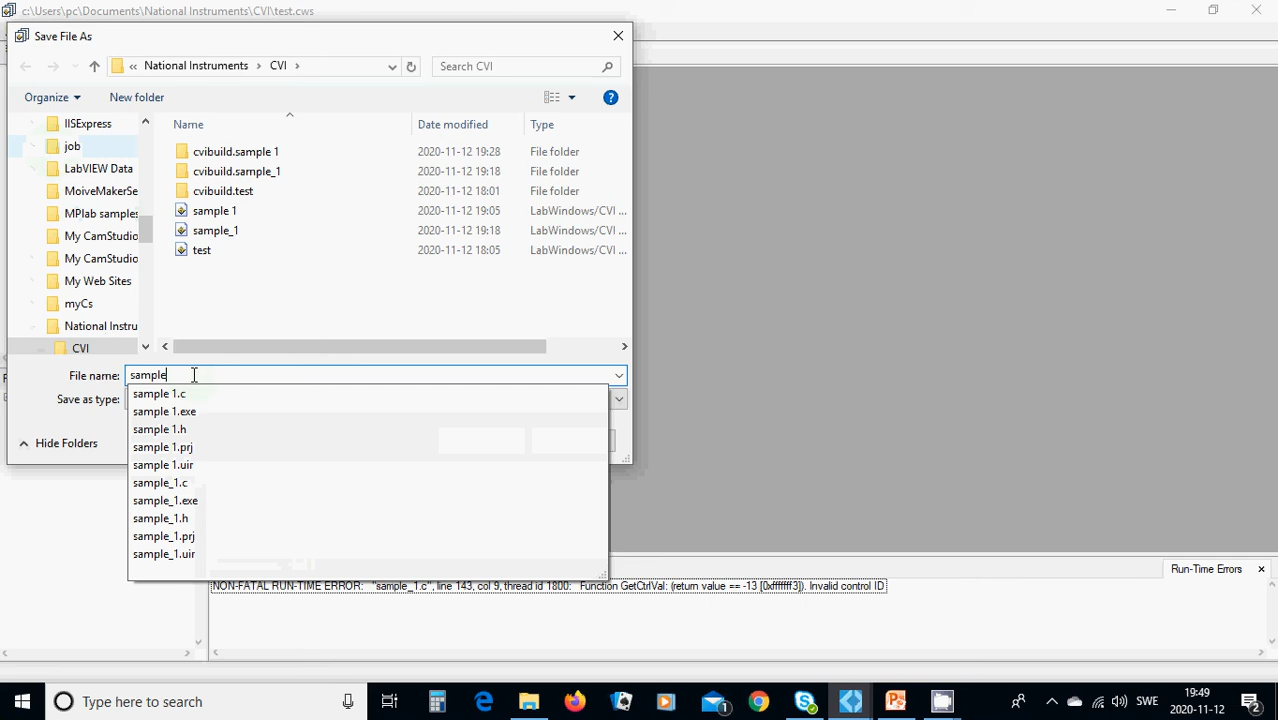 c:\Users\pc\Documents\National Instruments\CVI\test.cws
Save File As
« National Instruments > CVI >
Search CVI
Organize
New folder
IISExpress
job
LabVIEW Data
MoiveMakerSe
MPlab samples
My CamStudio
My CamStudio
My Web Sites
myCs
National Instru
CVI
Name
Date modified
Type
cvibuild.sample 1
2020-11-12 19:28
File folder
cvibuild.sample_1
2020-11-12 19:18
File folder
cvibuild.test
2020-11-12 18:01
File folder
sample 1
2020-11-12 19:05
LabWindows/CVI ...
sample_1
2020-11-12 19:18
LabWindows/CVI ...
test
2020-11-12 18:05
LabWindows/CVI ...
File name:
sample
Save as type:
Hide Folders
sample 1.c
sample 1.exe
sample 1.h
sample 1.prj
sample 1.uir
sample_1.c
sample_1.exe
sample_1.h
sample_1.prj
sample_1.uir
Run-Time Errors
NON-FATAL RUN-TIME ERROR: "sample_1.c", line 143, col 9, thread id 1800: Function GetCtrlVal: (return value == -13 [0xfffffff3]). Invalid control ID
Type here to search
1
SWE
19:49
2020-11-12
2